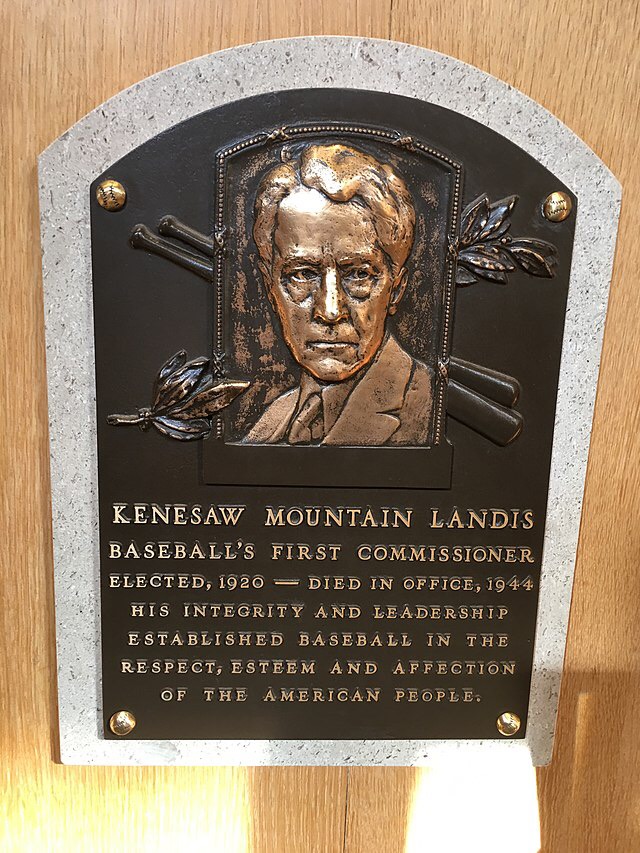 KENESAW MOUNTAIN LANDIS
BASEBALL'S FIRST COMMISSIONER
ELECTED, 1920 — DIED IN OFFICE, 1944
HIS INTEGRITY AND LEADERSHIP
ESTABLISHED BASEBALL IN THE
RESPECT, ESTEEM AND AFFECTION
OF THE AMERICAN PEOPLE.